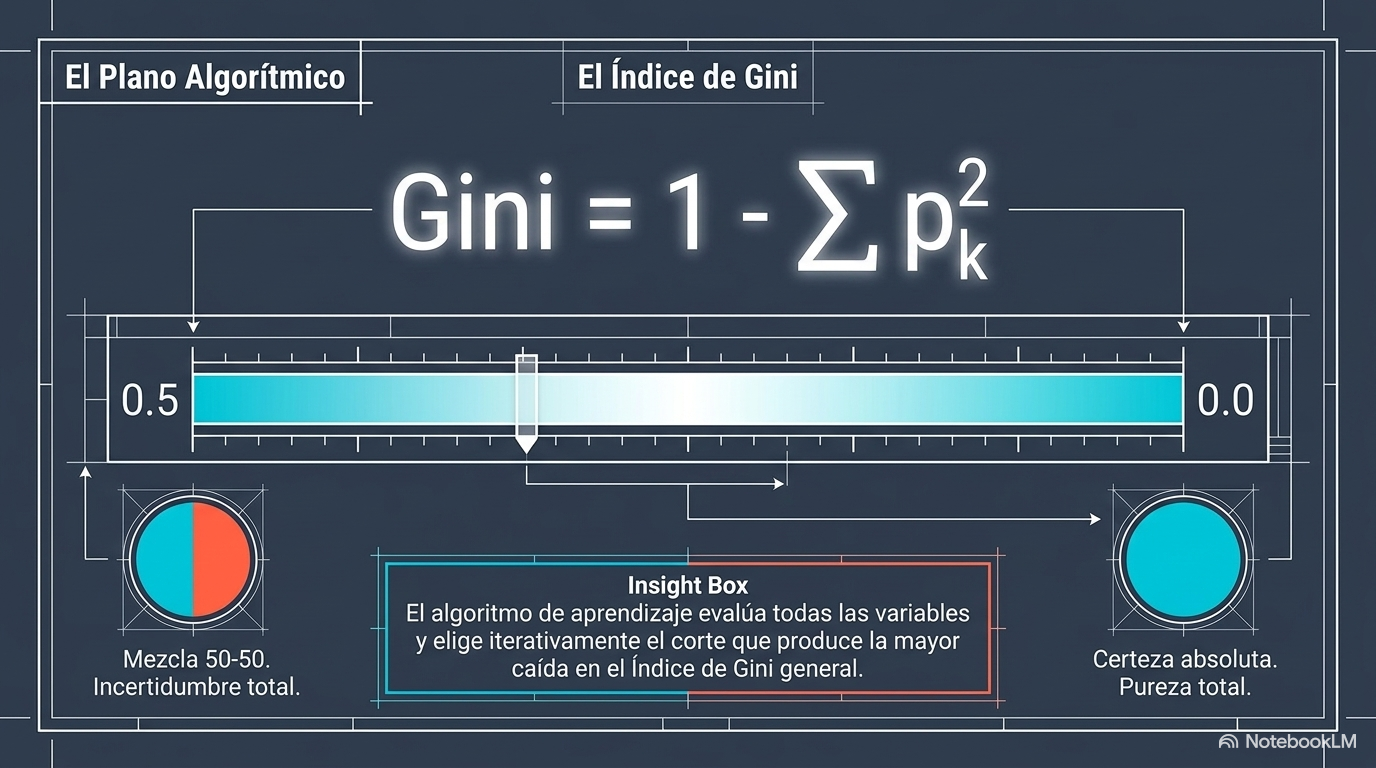 El Plano Algorítmico
El Índice de Gini
Gini = 1 - ∑ p_k^2
0.5
0.0
Mezcla 50-50.
Incertidumbre total.
Insight Box
El algoritmo de aprendizaje evalúa todas las variables
y elige iterativamente el corte que produce la mayor
caída en el Índice de Gini general.
Certeza absoluta.
Pureza total.
NotebookLM